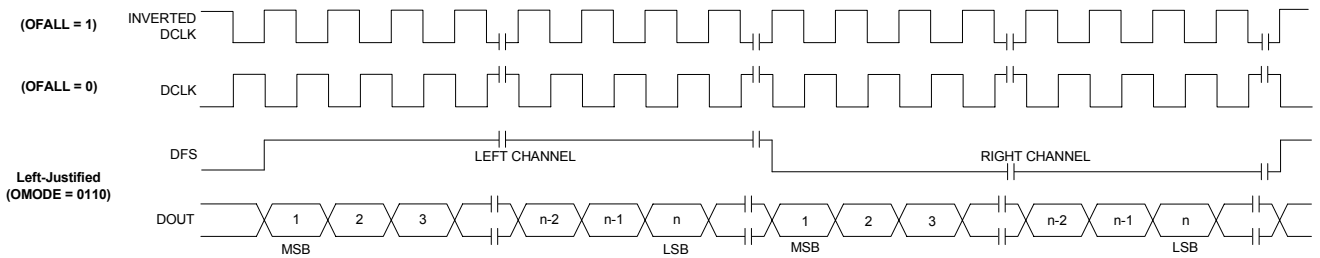 (OFALL = 1)
INVERTED
DCLK
(OFALL = 0)
DCLK
DFS
LEFT CHANNEL
RIGHT CHANNEL
Left-Justified
(OMODE = 0110)
DOUT
1 2 3 n-2 n-1 n 1 2 3 n-2 n-1 n
MSB LSB MSB LSB